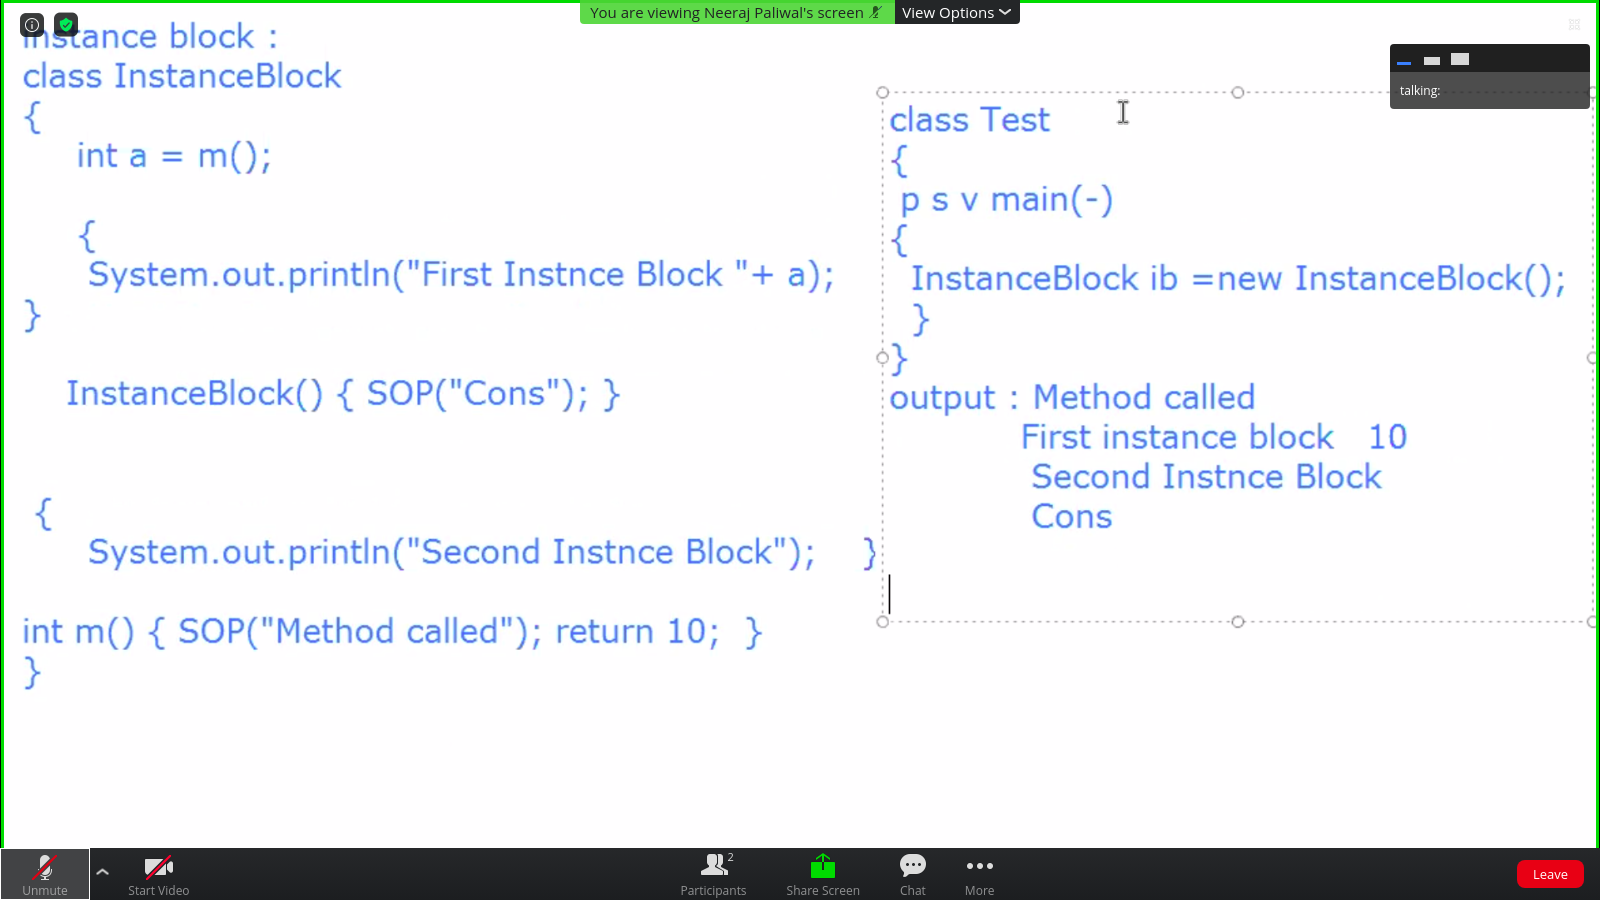 You are viewing Neeraj Paliwal's screen
View Options
instance block :
class InstanceBlock
{
int a = m();
{
System.out.println("First Instnce Block "+ a);
}
InstanceBlock() { SOP("Cons"); }
{
System.out.println("Second Instnce Block"); }
int m() { SOP("Method called"); return 10; }
}
talking:
class Test
{
p s v main(-)
{
InstanceBlock ib =new InstanceBlock();
}
}
output : Method called
First instance block 10
Second Instnce Block
Cons
Unmute
Start Video
Participants
2
Share Screen
Chat
More
Leave